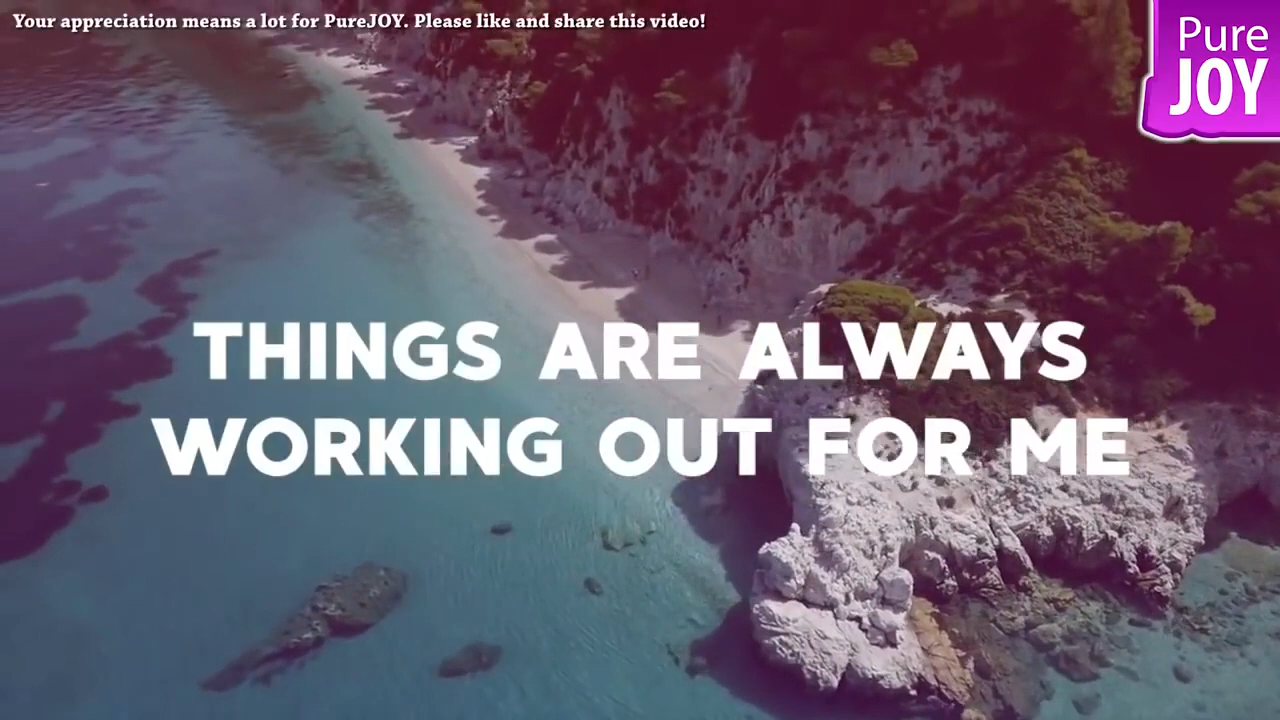 Your appreciation means a lot for PureJOY. Please like and share this video!
Pure
JOY
THINGS ARE ALWAYS
WORKING OUT FOR ME